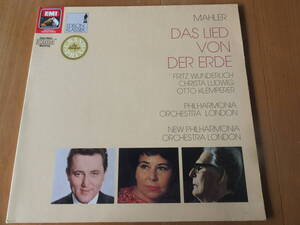 EMI
MAHLER
DAS LIED
VON
DER ERDE
FRITZ WUNDERLICH
CHRISTA LUDWIG
OTTO KLEMPERER
PHILHARMONIA
ORCHESTRA LONDON
NEW PHILHARMONIA
ORCHESTRA LONDON